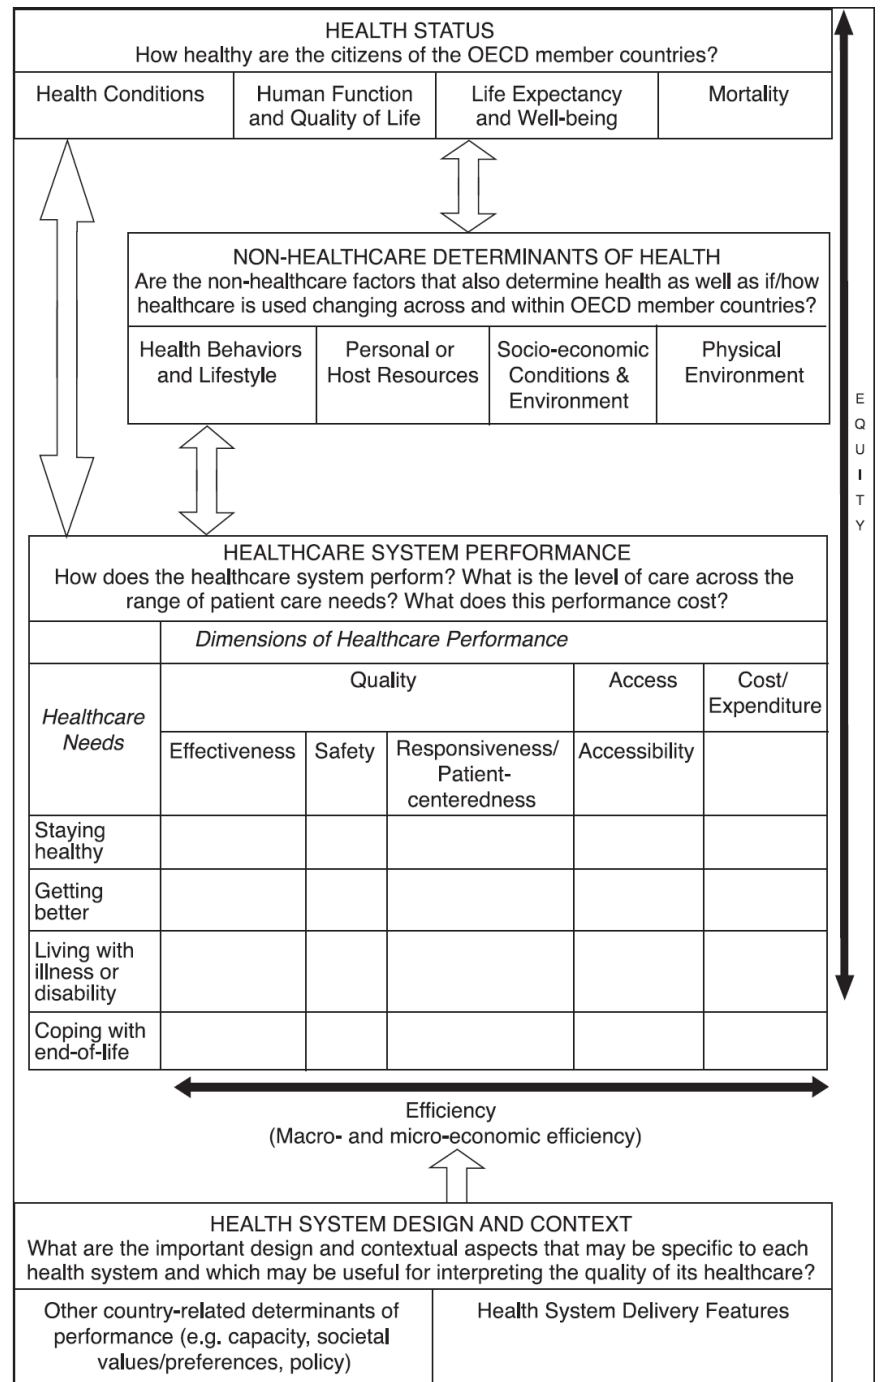 HEALTH STATUS
How healthy are the citizens of the OECD member countries?
Health Conditions
Human Function
and Quality of Life
Life Expectancy
and Well-being
Mortality
NON-HEALTHCARE DETERMINANTS OF HEALTH
Are the non-healthcare factors that also determine health as well as if/how
healthcare is used changing across and within OECD member countries?
Health Behaviors
and Lifestyle
Personal or
Host Resources
Socio-economic
Conditions &
Environment
Physical
Environment
E
Q
U
I
T
Y
HEALTHCARE SYSTEM PERFORMANCE
How does the healthcare system perform? What is the level of care across the
range of patient care needs? What does this performance cost?
Dimensions of Healthcare Performance
Healthcare
Needs
Quality
Access
Cost/
Expenditure
Effectiveness
Safety
Responsiveness/
Patient-
centeredness
Accessibility
Staying
healthy
Getting
better
Living with
illness or
disability
Coping with
end-of-life
Efficiency
(Macro- and micro-economic efficiency)
HEALTH SYSTEM DESIGN AND CONTEXT
What are the important design and contextual aspects that may be specific to each
health system and which may be useful for interpreting the quality of its healthcare?
Other country-related determinants of
performance (e.g. capacity, societal
values/preferences, policy)
Health System Delivery Features